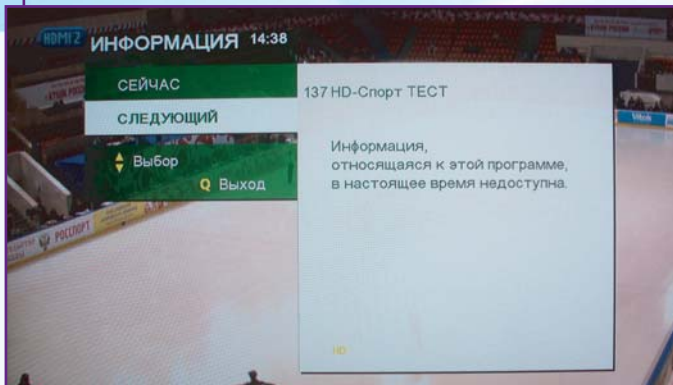 HDMI 2
ИНФОРМАЦИЯ 14:38
СЕЙЧАС
СЛЕДУЮЩИЙ
Выбор
Q Выход
137 HD-Спорт ТЕСТ
Информация,
относящаяся к этой программе,
в настоящее время недоступна.
HD
РОССПОРТ